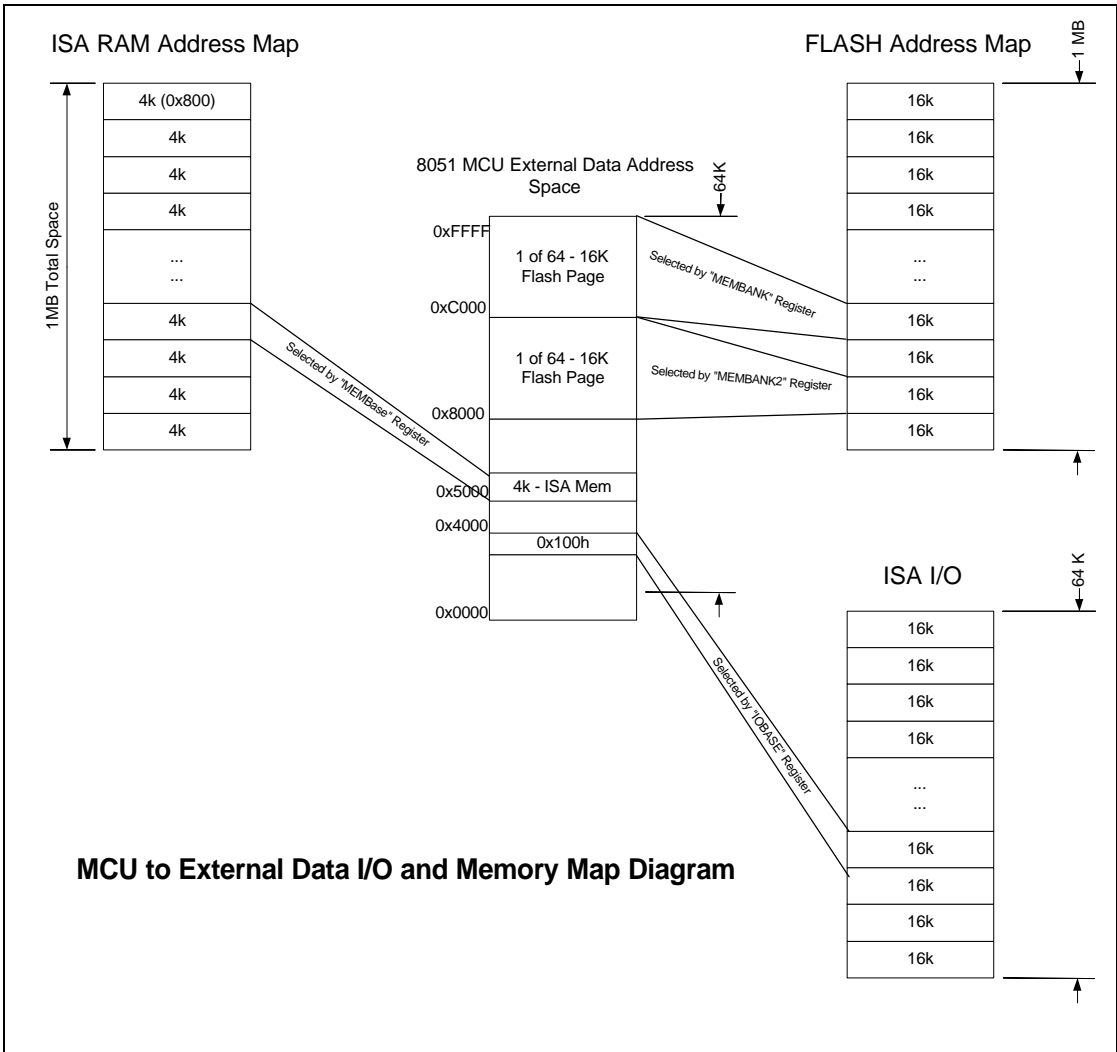 ISA RAM Address Map
1MB Total Space
4k (0x800)
4k
4k
4k
...
...
4k
4k
4k
4k
Selected by "MEMBase" Register
8051 MCU External Data Address
Space
64K
0xFFFF
1 of 64 - 16K
Flash Page
0xC000
1 of 64 - 16K
Flash Page
0x8000
0x5000
4k - ISA Mem
0x4000
0x100h
0x0000
Selected by "MEMBANK" Register
Selected by "MEMBANK2" Register
Selected by "IOBASE" Register
FLASH Address Map
1 MB
16k
16k
16k
16k
...
...
16k
16k
16k
16k
ISA I/O
64 K
16k
16k
16k
16k
...
...
16k
16k
16k
16k
MCU to External Data I/O and Memory Map Diagram